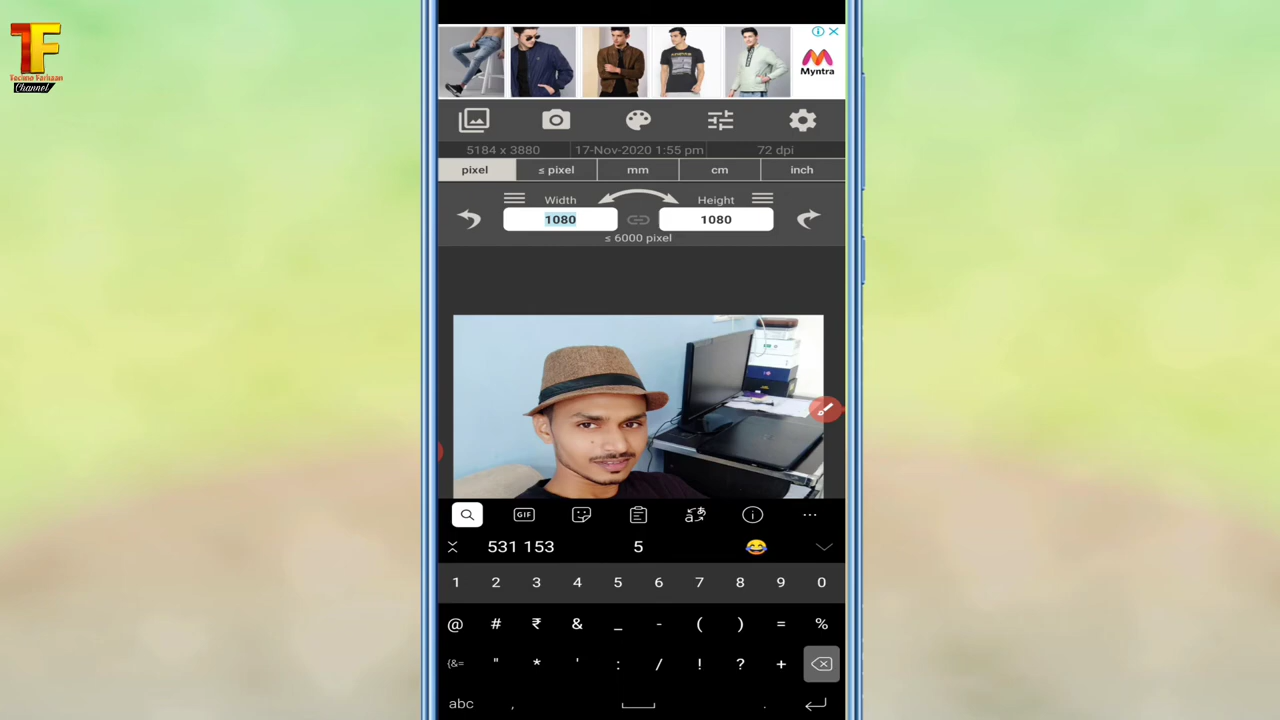 TF
Techno Farhaan
Channel
Myntra
5184 x 3880 17-Nov-2020 1:55 pm 72 dpi
pixel ≤ pixel mm cm inch
Width Height
1080 1080
≤ 6000 pixel
GIF
531 153 5 😂
1 2 3 4 5 6 7 8 9 0
@ # ₹ & _ - ( ) = %
{&= " * ' : / ! ? +
abc , .